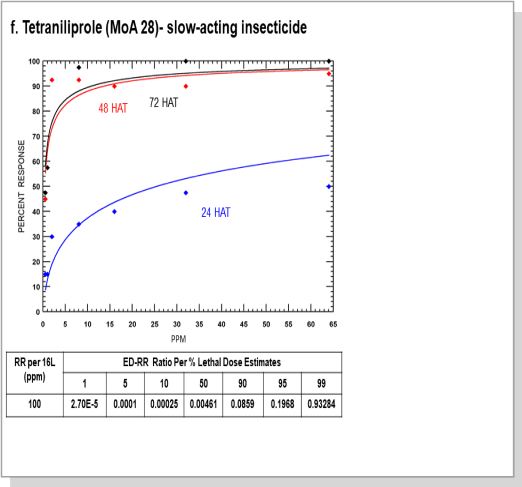 f. Tetraniliprole (MoA 28)- slow-acting insecticide
100
90
80
70
60
50
40
30
20
10
0
PERCENT RESPONSE
48 HAT
72 HAT
24 HAT
0 5 10 15 20 25 30 35 40 45 50 55 60 65
PPM
RR per 16L (ppm) ED-RR Ratio Per % Lethal Dose Estimates
1 5 10 50 90 95 99
100 2.70E-5 0.0001 0.00025 0.00461 0.0859 0.1968 0.93284